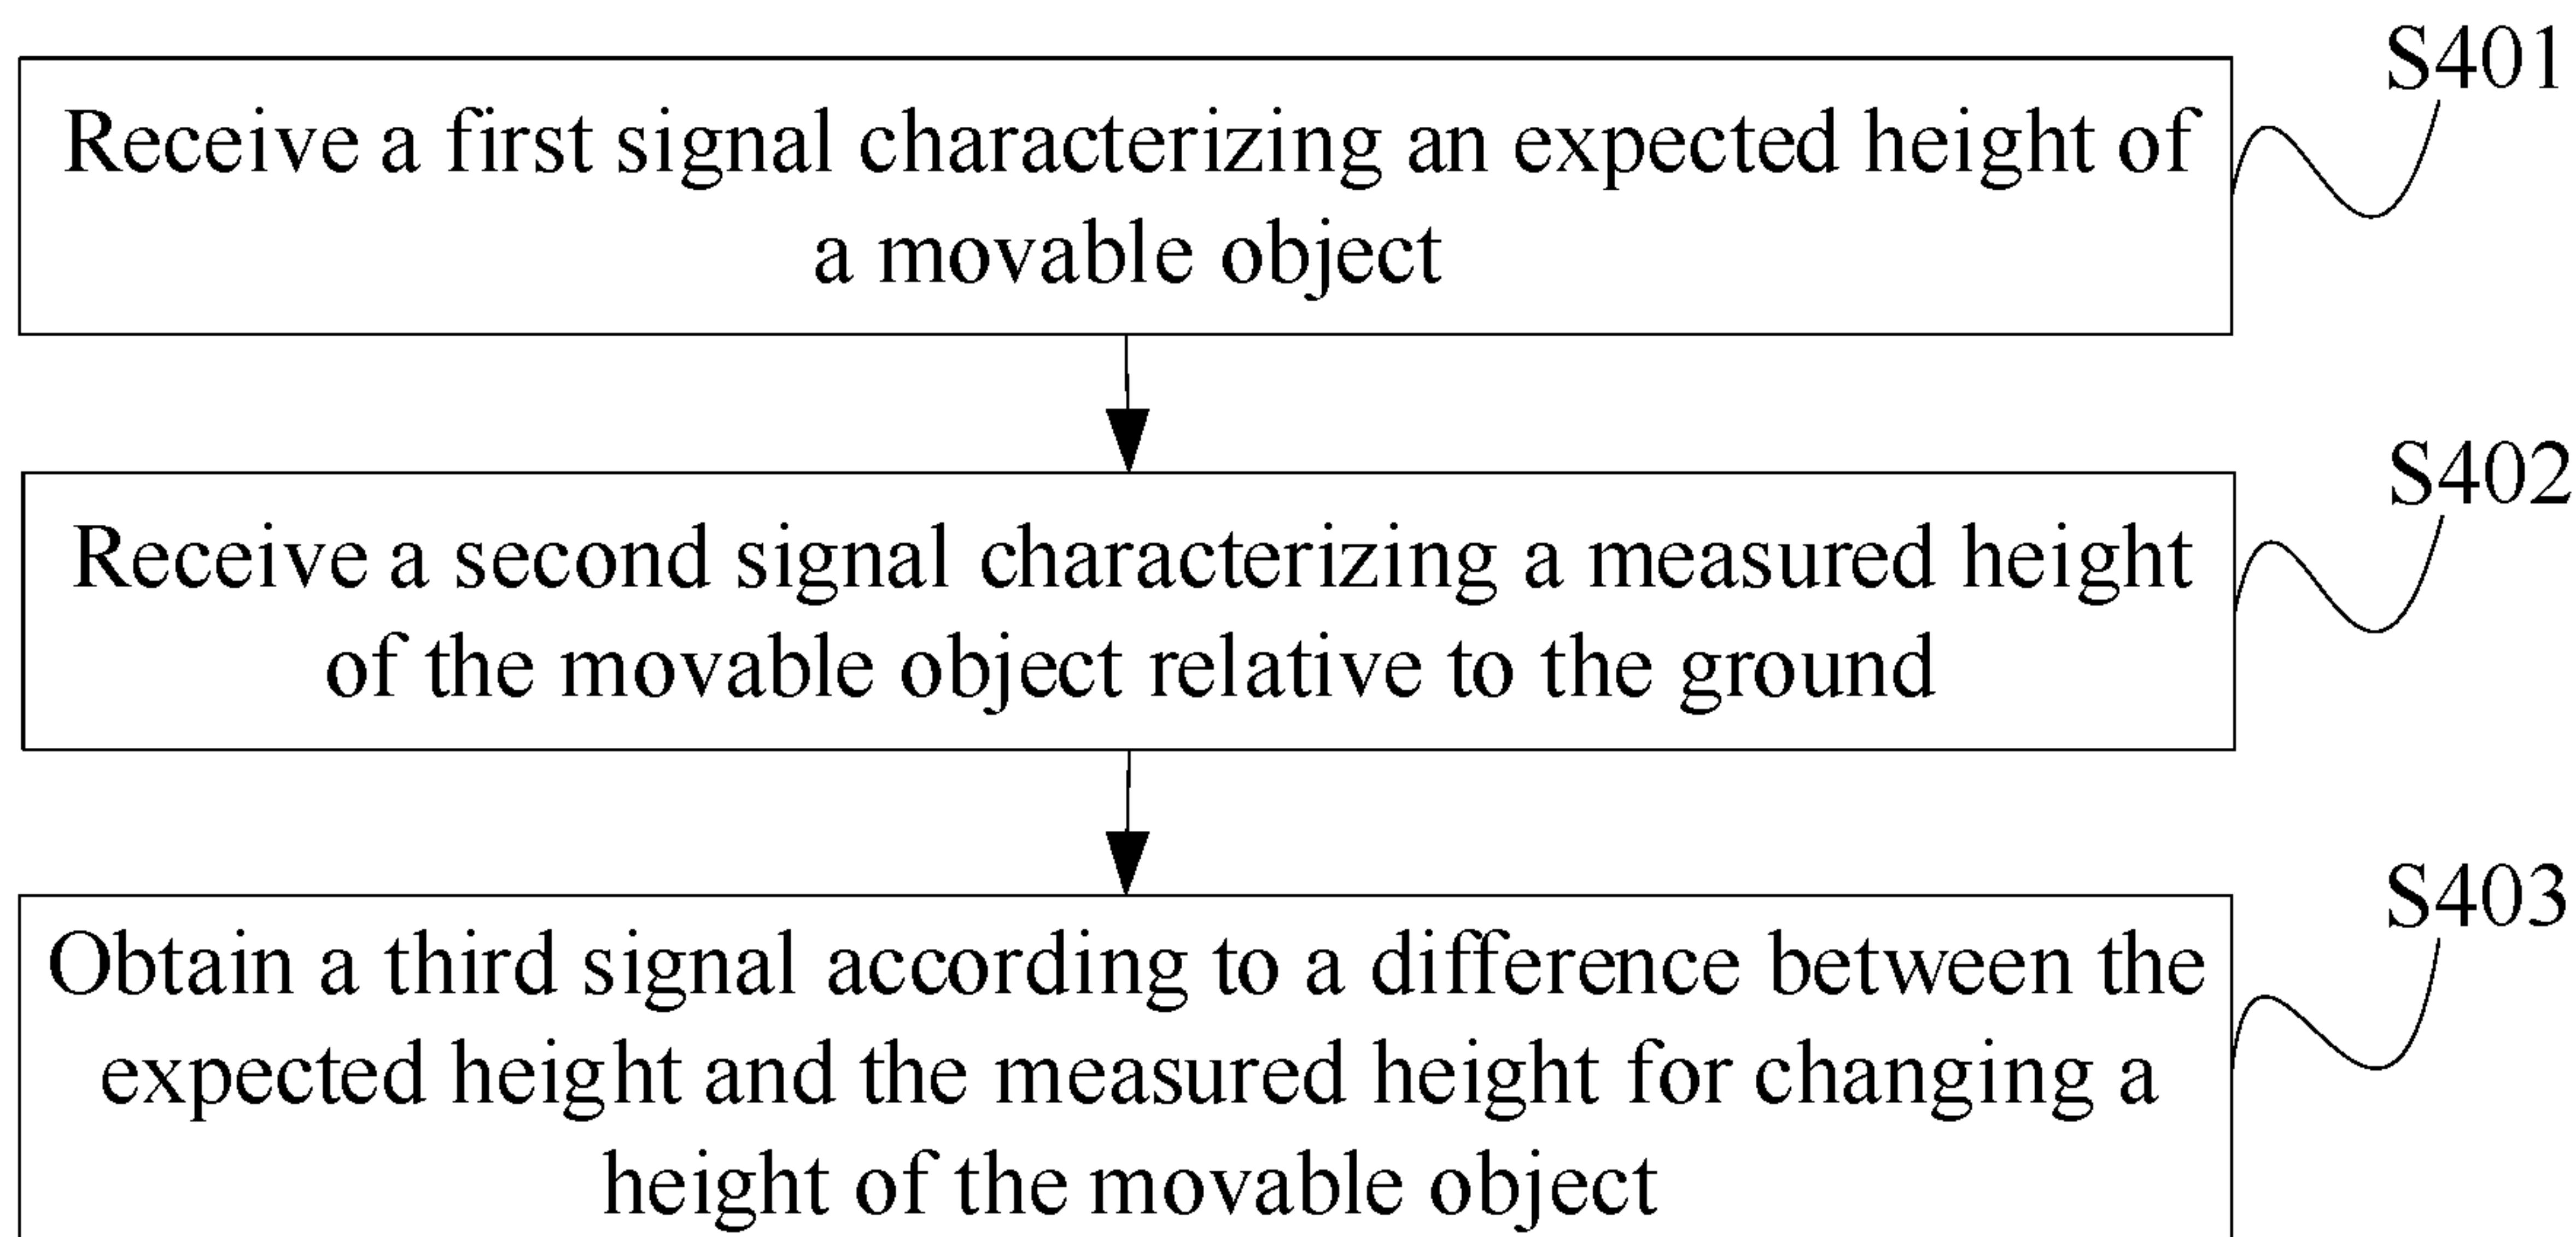 S401
Receive a first signal characterizing an expected height of
a movable object
S402
Receive a second signal characterizing a measured height
of the movable object relative to the ground
S403
Obtain a third signal according to a difference between the
expected height and the measured height for changing a
height of the movable object